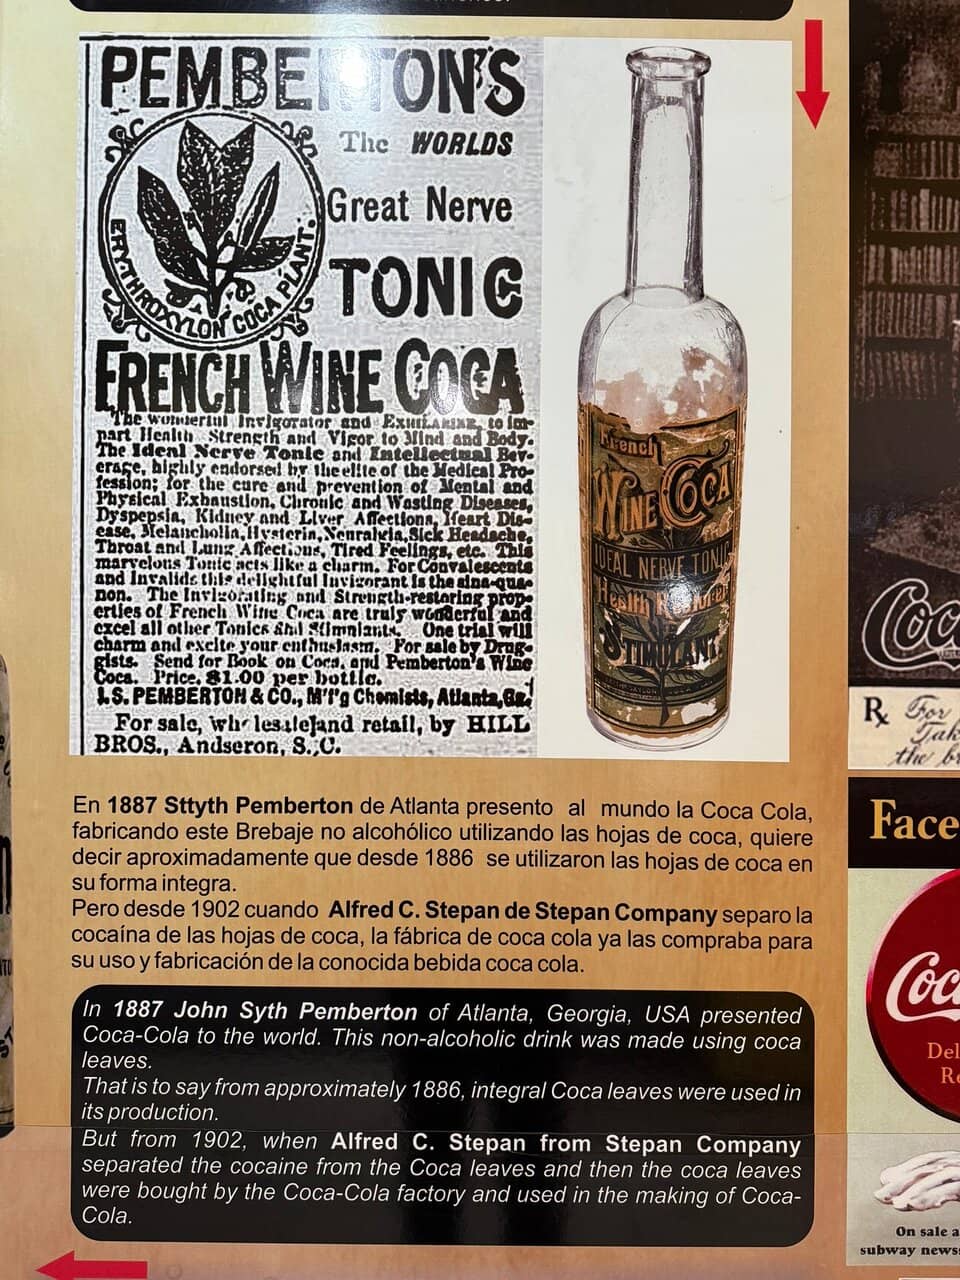 PEMBERTON'S
The WORLDS
Great Nerve
TONIC
ERYTHROXYLON COCA PLANT.
FRENCH WINE COCA
The wonderful Invigorator and EXHILARINE, to im-
part Health Strength and Vigor to Mind and Body.
The Ideal Nerve Tonic and Intellectual Bev-
erage, highly endorsed by the elite of the Medical Pro-
fession; for the cure and prevention of Mental and
Physical Exhaustion, Chronic and Wasting Diseases,
Dyspepsia, Kidney and Liver Affections, Heart Dis-
ease, Melancholia, Hysteria, Neuralgia, Sick Headache,
Throat and Lung Affections, Tired Feelings, etc. This
marvelous Tonic acts like a charm. For Convalescents
and Invalids this delightful Invigorant is the sina-qua-
non. The Invigorating and Strength-restoring prop-
erties of French Wine Coca are truly wonderful and
excel all other Tonics and Stimulants. One trial will
charm and excite your enthusiasm. For sale by Drug-
gists. Send for Book on Coca, and Pemberton's Wine
Coca. Price, $1.00 per bottle.
J.S. PEMBERTON & CO., M'f'g Chemists, Atlanta, Ga.
For sale, wholesale and retail, by HILL
BROS., Anderson, S.C.
French
WINE COCA
IDEAL NERVE TONIC
Health Restorer
STIMULANT.
En 1887 Sttyth Pemberton de Atlanta presento al mundo la Coca Cola,
fabricando este Brebaje no alcohólico utilizando las hojas de coca, quiere
decir aproximadamente que desde 1886 se utilizaron las hojas de coca en
su forma integra.
Pero desde 1902 cuando Alfred C. Stepan de Stepan Company separo la
cocaína de las hojas de coca, la fábrica de coca cola ya las compraba para
su uso y fabricación de la conocida bebida coca cola.
In 1887 John Syth Pemberton of Atlanta, Georgia, USA presented
Coca-Cola to the world. This non-alcoholic drink was made using coca
leaves.
That is to say from approximately 1886, integral Coca leaves were used in
its production.
But from 1902, when Alfred C. Stepan from Stepan Company
separated the cocaine from the Coca leaves and then the coca leaves
were bought by the Coca-Cola factory and used in the making of Coca-
Cola.
Coc
Rx For
Tak
the br
Face
Coc
Del
Re
On sale a
subway news